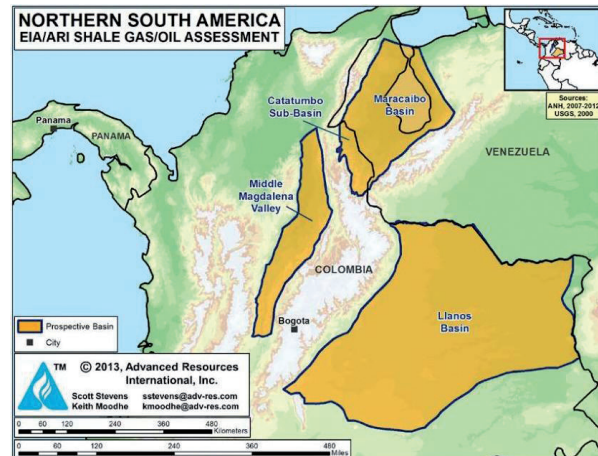 NORTHERN SOUTH AMERICA
EIA/ARI SHALE GAS/OIL ASSESSMENT
Sources:
ANH, 2007-2012
USGS, 2000
Catatumbo
Sub-Basin
Maracaibo
Basin
Panama
PANAMA
VENEZUELA
Middle
Magdalena
Valley
COLOMBIA
Llanos
Basin
Bogota
Prospective Basin
City
TM
© 2013, Advanced Resources
International, Inc.
Scott Stevens sstevens@adv-res.com
Keith Moodhe kmoodhe@adv-res.com
0 60 120 240 360 480
Kilometers
0 60 120 240 360 480
Miles